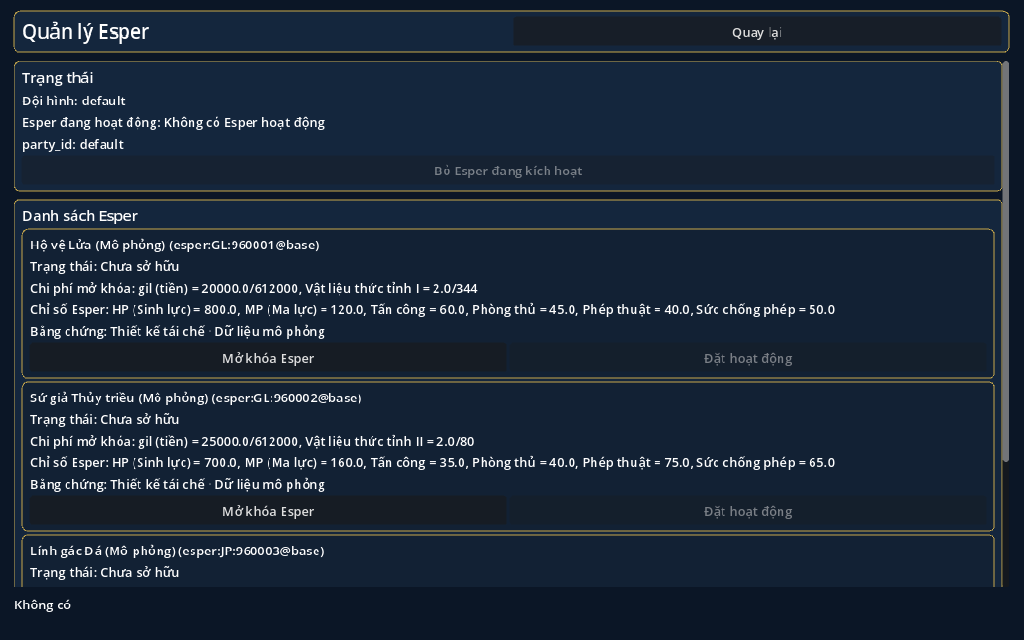 Quản lý Esper
Quay lại
Trạng thái
Đội hình: default
Esper đang hoạt động: Không có Esper hoạt động
party_id: default
Bỏ Esper đang kích hoạt
Danh sách Esper
Hộ vệ Lửa (Mô phỏng) (esper:GL:960001@base)
Trạng thái: Chưa sở hữu
Chi phí mở khóa: gil (tiền) = 20000.0/612000, Vật liệu thức tỉnh I = 2.0/344
Chỉ số Esper: HP (Sinh lực) = 800.0, MP (Ma lực) = 120.0, Tấn công = 60.0, Phòng thủ = 45.0, Phép thuật = 40.0, Sức chống phép = 50.0
Bằng chứng: Thiết kế tái chế · Dữ liệu mô phỏng
Mở khóa Esper
Đặt hoạt động
Sứ giả Thủy triều (Mô phỏng) (esper:GL:960002@base)
Trạng thái: Chưa sở hữu
Chi phí mở khóa: gil (tiền) = 25000.0/612000, Vật liệu thức tỉnh II = 2.0/80
Chỉ số Esper: HP (Sinh lực) = 700.0, MP (Ma lực) = 160.0, Tấn công = 35.0, Phòng thủ = 40.0, Phép thuật = 75.0, Sức chống phép = 65.0
Bằng chứng: Thiết kế tái chế · Dữ liệu mô phỏng
Mở khóa Esper
Đặt hoạt động
Lính gác Đá (Mô phỏng) (esper:JP:960003@base)
Trạng thái: Chưa sở hữu
Không có